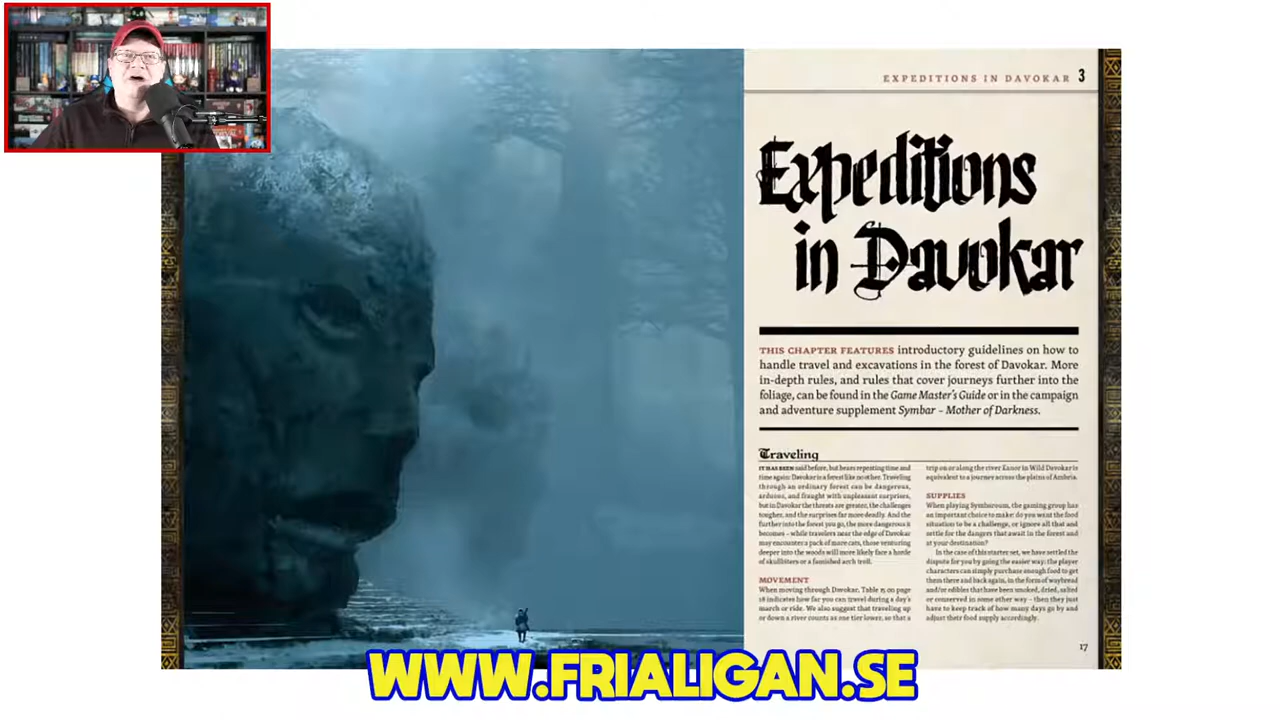 EXPEDITIONS IN DAVOKAR 3
Expeditions
in Davokar
THIS CHAPTER FEATURES introductory guidelines on how to
handle travel and excavations in the forest of Davokar. More
in-depth rules, and rules that cover journeys further into the
foliage, can be found in the Game Master's Guide or in the campaign
and adventure supplement Symbar – Mother of Darkness.
Traveling
IT HAS BEEN said before, but bears repeating time and
time again: Davokar is a forest like no other. Traveling
through an ordinary forest can be dangerous,
arduous, and fraught with unpleasant surprises,
but in Davokar the threats are greater, the challenges
tougher, and the surprises far more deadly. And the
further into the forest you go, the more dangerous it
becomes – while travelers near the edge of Davokar
may encounter a pack of mare cats, those venturing
deeper into the woods will more likely face a horde
of skullbiters or a famished arch troll.
MOVEMENT
When moving through Davokar, Table 15 on page
18 indicates how far you can travel during a day's
march or ride. We also suggest that traveling up
or down a river counts as one tier lower, so that a
trip on or along the river Eanor in Wild Davokar is
equivalent to a journey across the plains of Ambria.
SUPPLIES
When playing Symbaroum, the gaming group has
an important choice to make: do you want the food
situation to be a challenge, or ignore all that and
settle for the dangers that await in the forest and
at your destination?
In the case of this starter set, we have settled the
dispute for you by going the easier way: the player
characters can simply purchase enough food to get
them there and back again, in the form of waybread
and/or edibles that have been smoked, dried, salted
or conserved in some other way – then they just
have to keep track of how many days go by and
adjust their food supply accordingly.
17
WWW.FRIALIGAN.SE